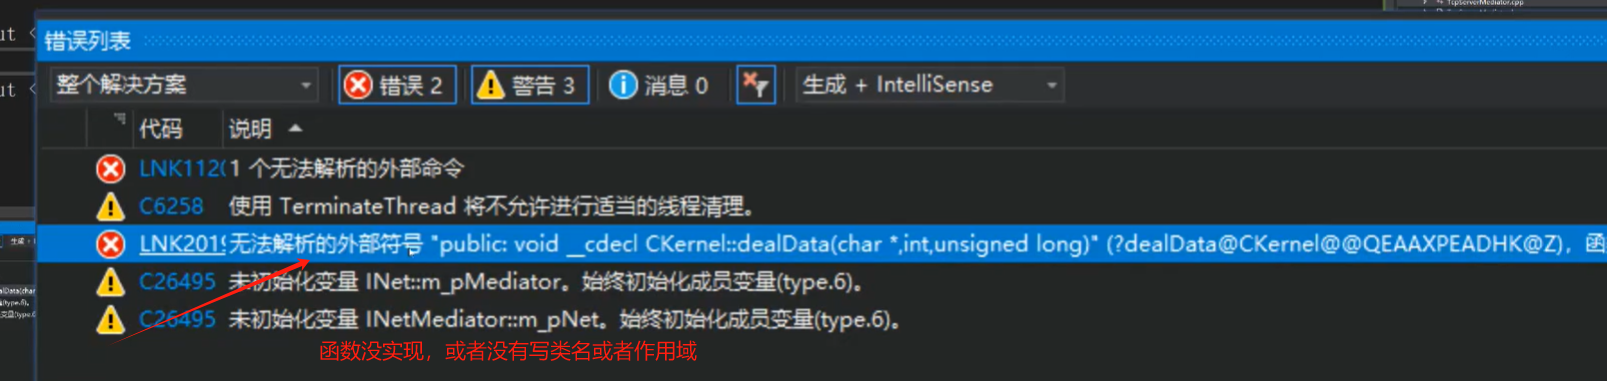 TcpServerMediator.cpp
ut <
错误列表
整个解决方案 错误 2 警告 3 消息 0 生成 + IntelliSense
ut <
代码 说明
LNK112 1 个无法解析的外部命令
C6258 使用 TerminateThread 将不允许进行适当的线程清理。
LNK2019 无法解析的外部符号 "public: void __cdecl CKernel::dealData(char *,int,unsigned long)" (?dealData@CKernel@@QEAAXPEADHK@Z)，函
C26495 未初始化变量 INet::m_pMediator。始终初始化成员变量(type.6)。
C26495 未初始化变量 INetMediator::m_pNet。始终初始化成员变量(type.6)。
函数没实现，或者没有写类名或者作用域